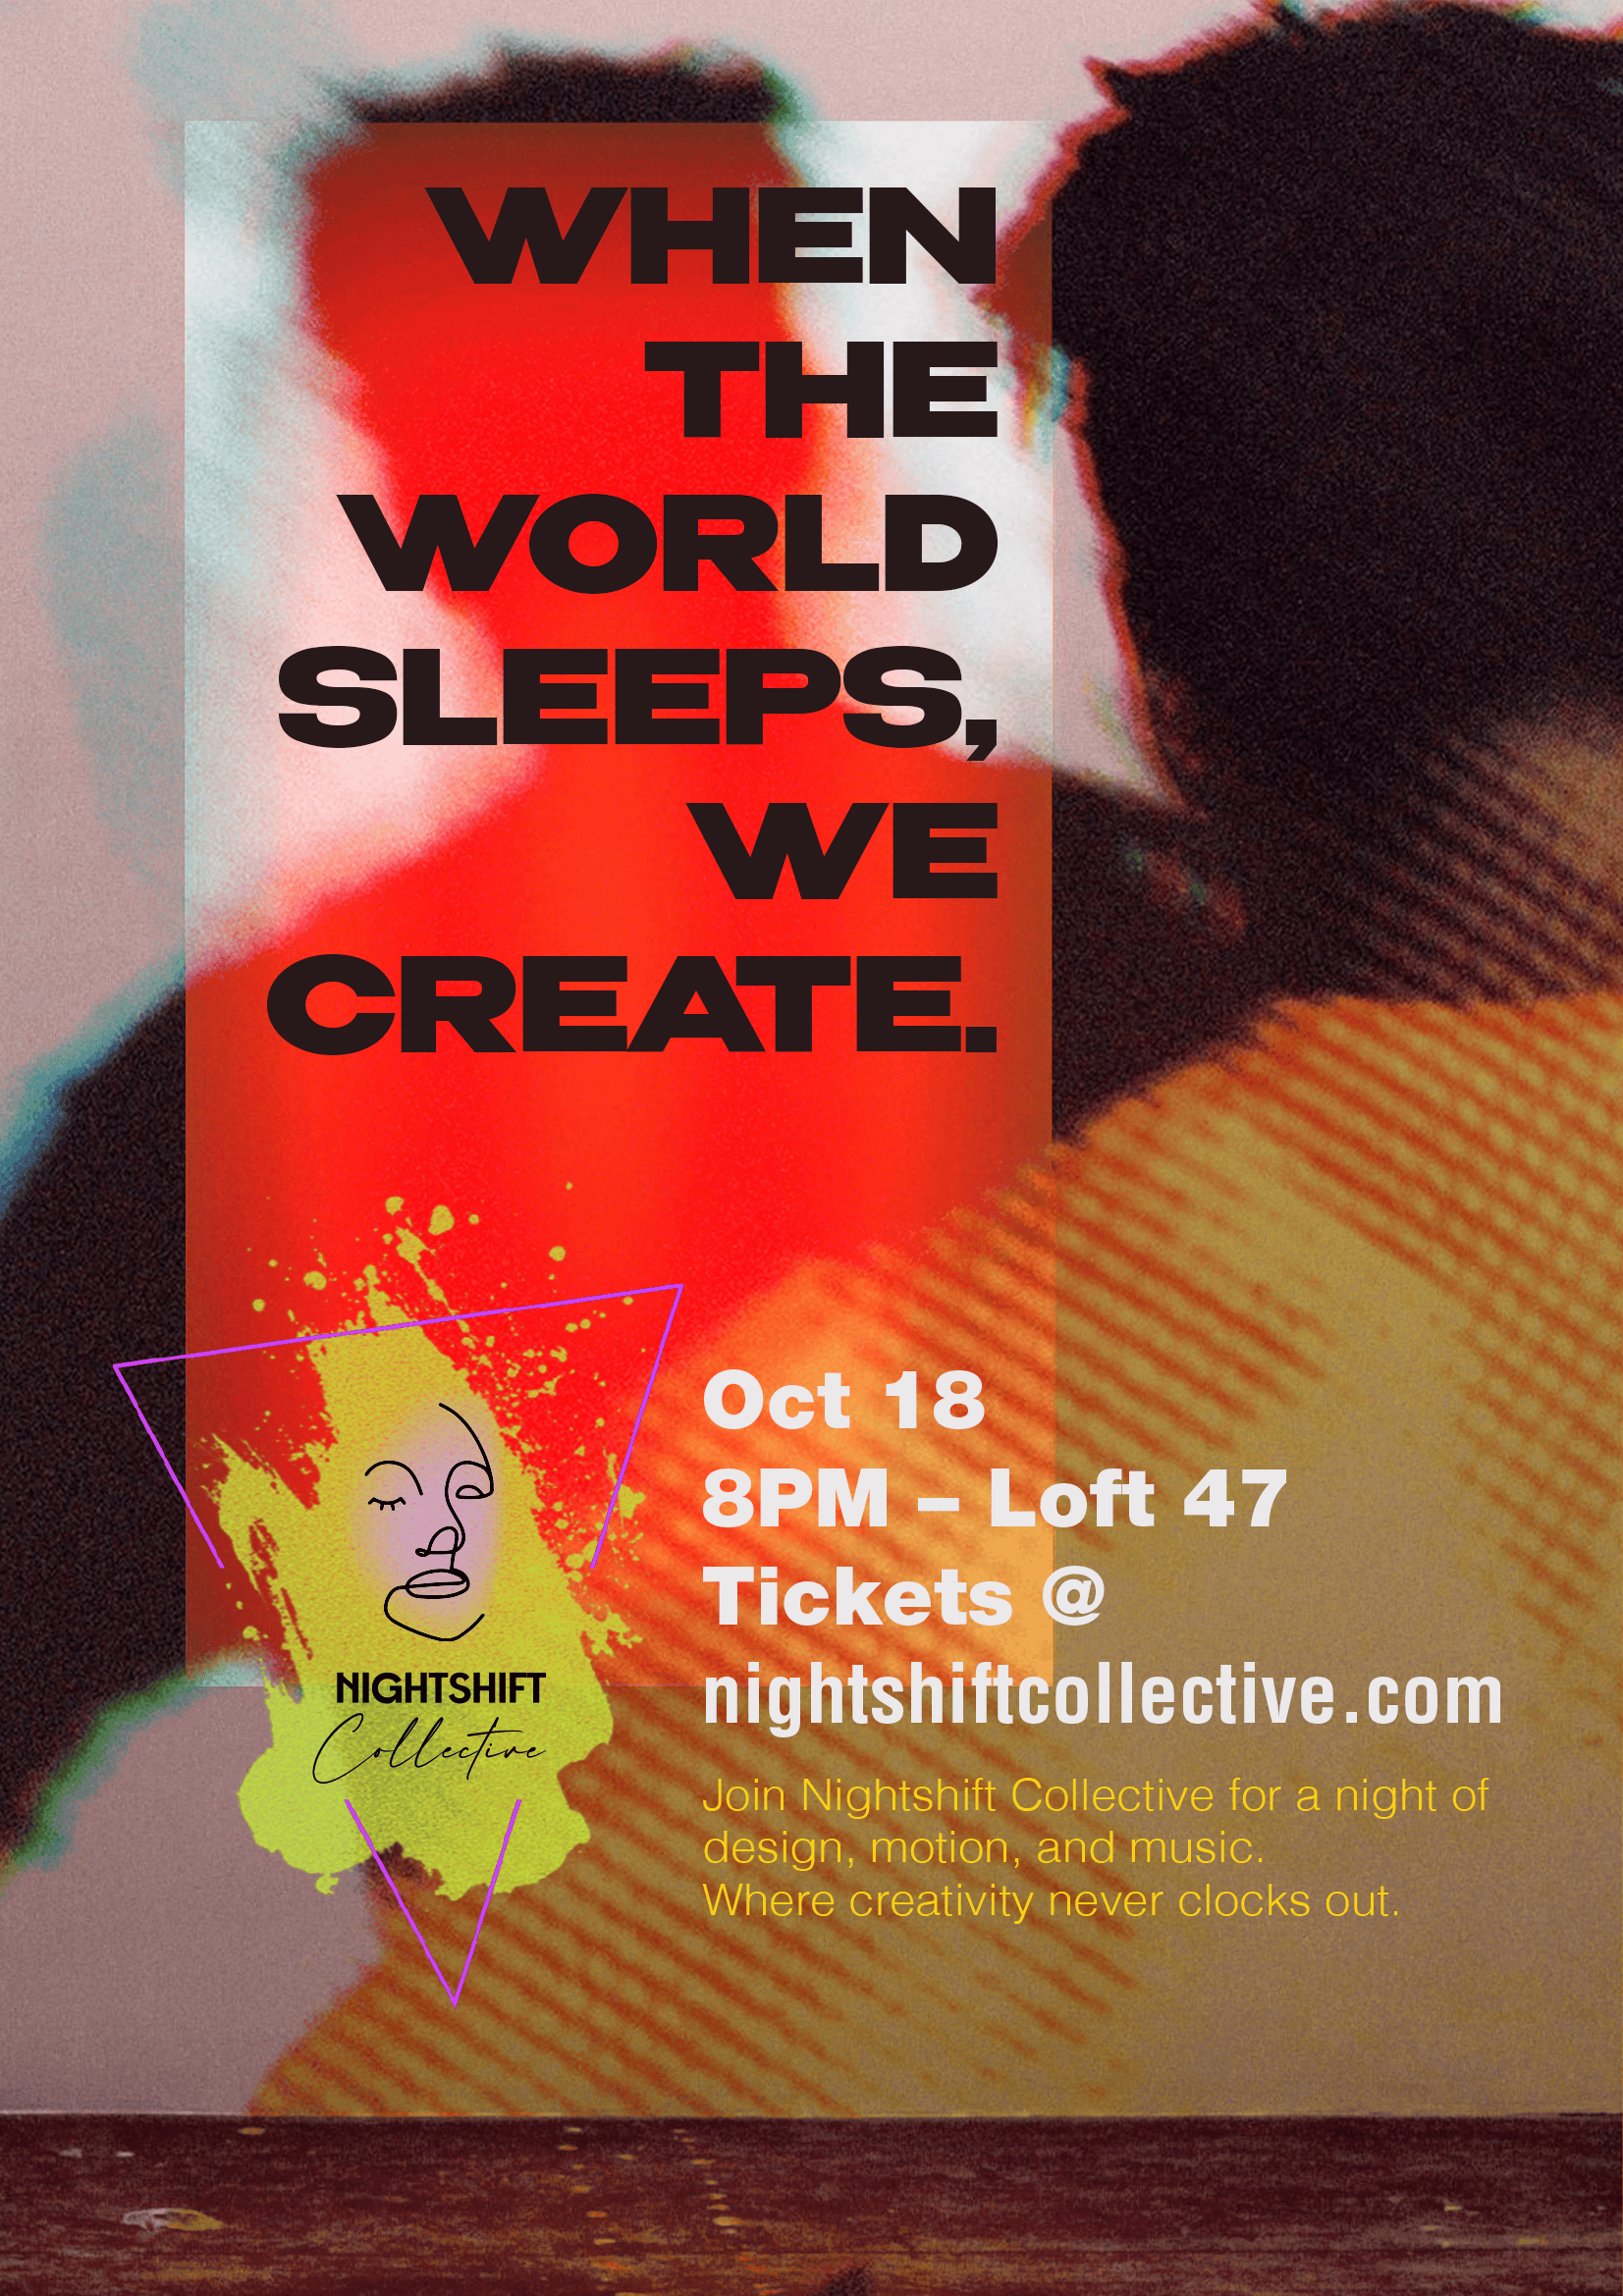 WHEN
THE
WORLD
SLEEPS,
WE
CREATE.
Oct 18
8PM – Loft 47
Tickets @
nightshiftcollective.com
NIGHTSHIFT
Collective
Join Nightshift Collective for a night of
design, motion, and music.
Where creativity never clocks out.